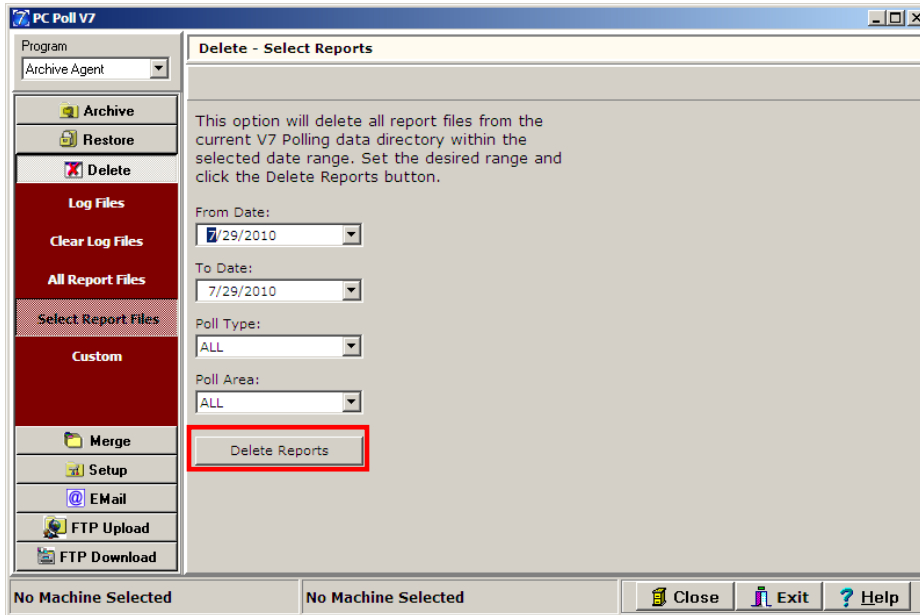 PC Poll V7
Program
Archive Agent
Archive
Restore
Delete
Log Files
Clear Log Files
All Report Files
Select Report Files
Custom
Merge
Setup
EMail
FTP Upload
FTP Download
Delete - Select Reports
This option will delete all report files from the
current V7 Polling data directory within the
selected date range. Set the desired range and
click the Delete Reports button.
From Date:
7/29/2010
To Date:
7/29/2010
Poll Type:
ALL
Poll Area:
ALL
Delete Reports
No Machine Selected
No Machine Selected
Close
Exit
? Help